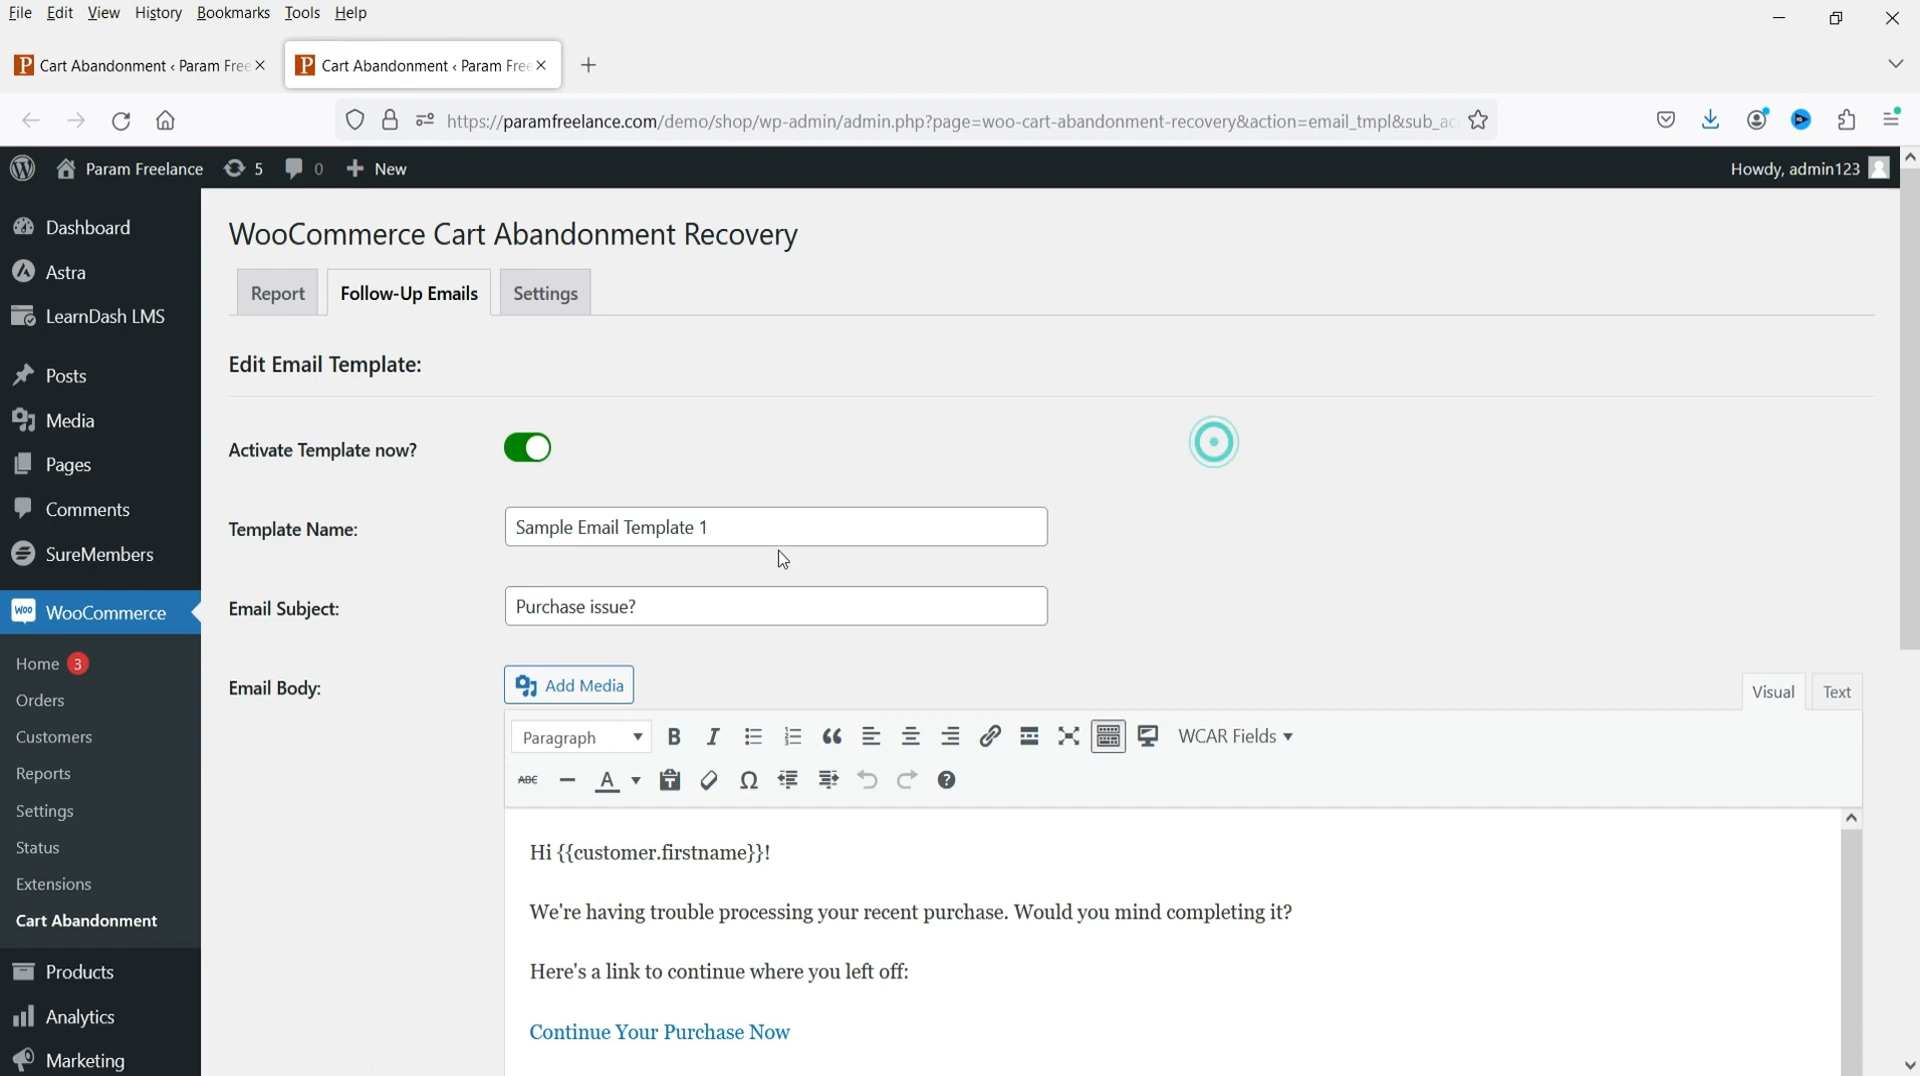 File Edit View History Bookmarks Tools Help
Cart Abandonment ‹ Param Free
Cart Abandonment ‹ Param Free
https://paramfreelance.com/demo/shop/wp-admin/admin.php?page=woo-cart-abandonment-recovery&action=email_tmpl&sub_ac
Param Freelance 5 0 New Howdy, admin123
Dashboard
Astra
LearnDash LMS
Posts
Media
Pages
Comments
SureMembers
WooCommerce
Home 3
Orders
Customers
Reports
Settings
Status
Extensions
Cart Abandonment
Products
Analytics
Marketing
WooCommerce Cart Abandonment Recovery
Report Follow-Up Emails Settings
Edit Email Template:
Activate Template now?
Template Name: Sample Email Template 1
Email Subject: Purchase issue?
Email Body: Add Media
Visual Text
Paragraph B I WCAR Fields
ABC A Ω
Hi {{customer.firstname}}!
We're having trouble processing your recent purchase. Would you mind completing it?
Here's a link to continue where you left off:
Continue Your Purchase Now